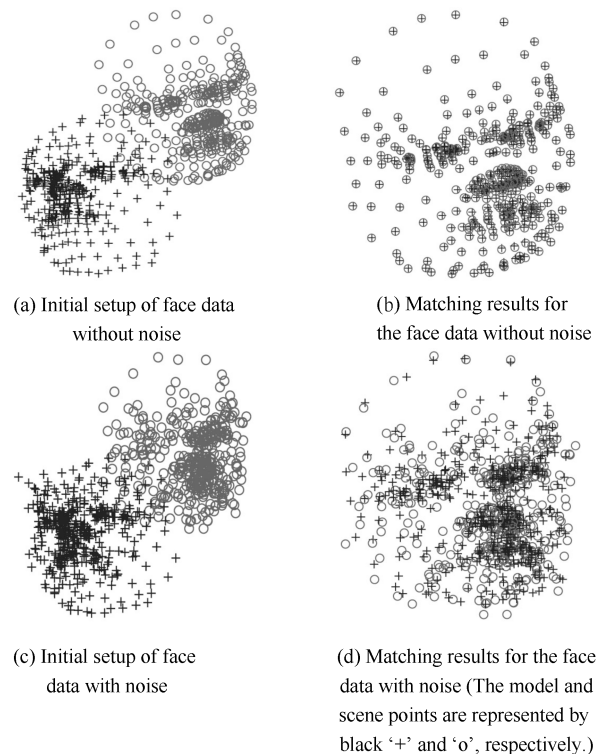 (a) Initial setup of face data
without noise
(b) Matching results for
the face data without noise
(c) Initial setup of face
data with noise
(d) Matching results for the face
data with noise (The model and
scene points are represented by
black ‘+’ and ‘o’, respectively.)